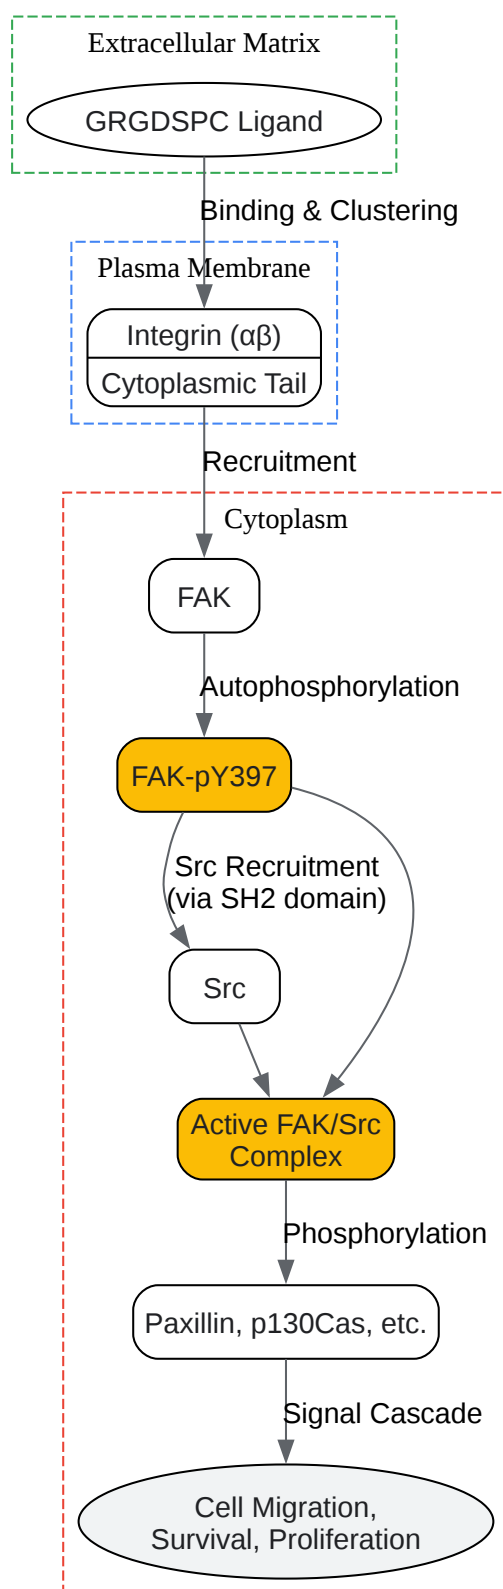 Extracellular Matrix
GRGDSPC Ligand
Binding & Clustering
Plasma Membrane
Integrin (αβ)
Cytoplasmic Tail
Recruitment
Cytoplasm
FAK
Autophosphorylation
FAK-pY397
Src Recruitment
(via SH2 domain)
Src
Active FAK/Src
Complex
Phosphorylation
Paxillin, p130Cas, etc.
Signal Cascade
Cell Migration,
Survival, Proliferation